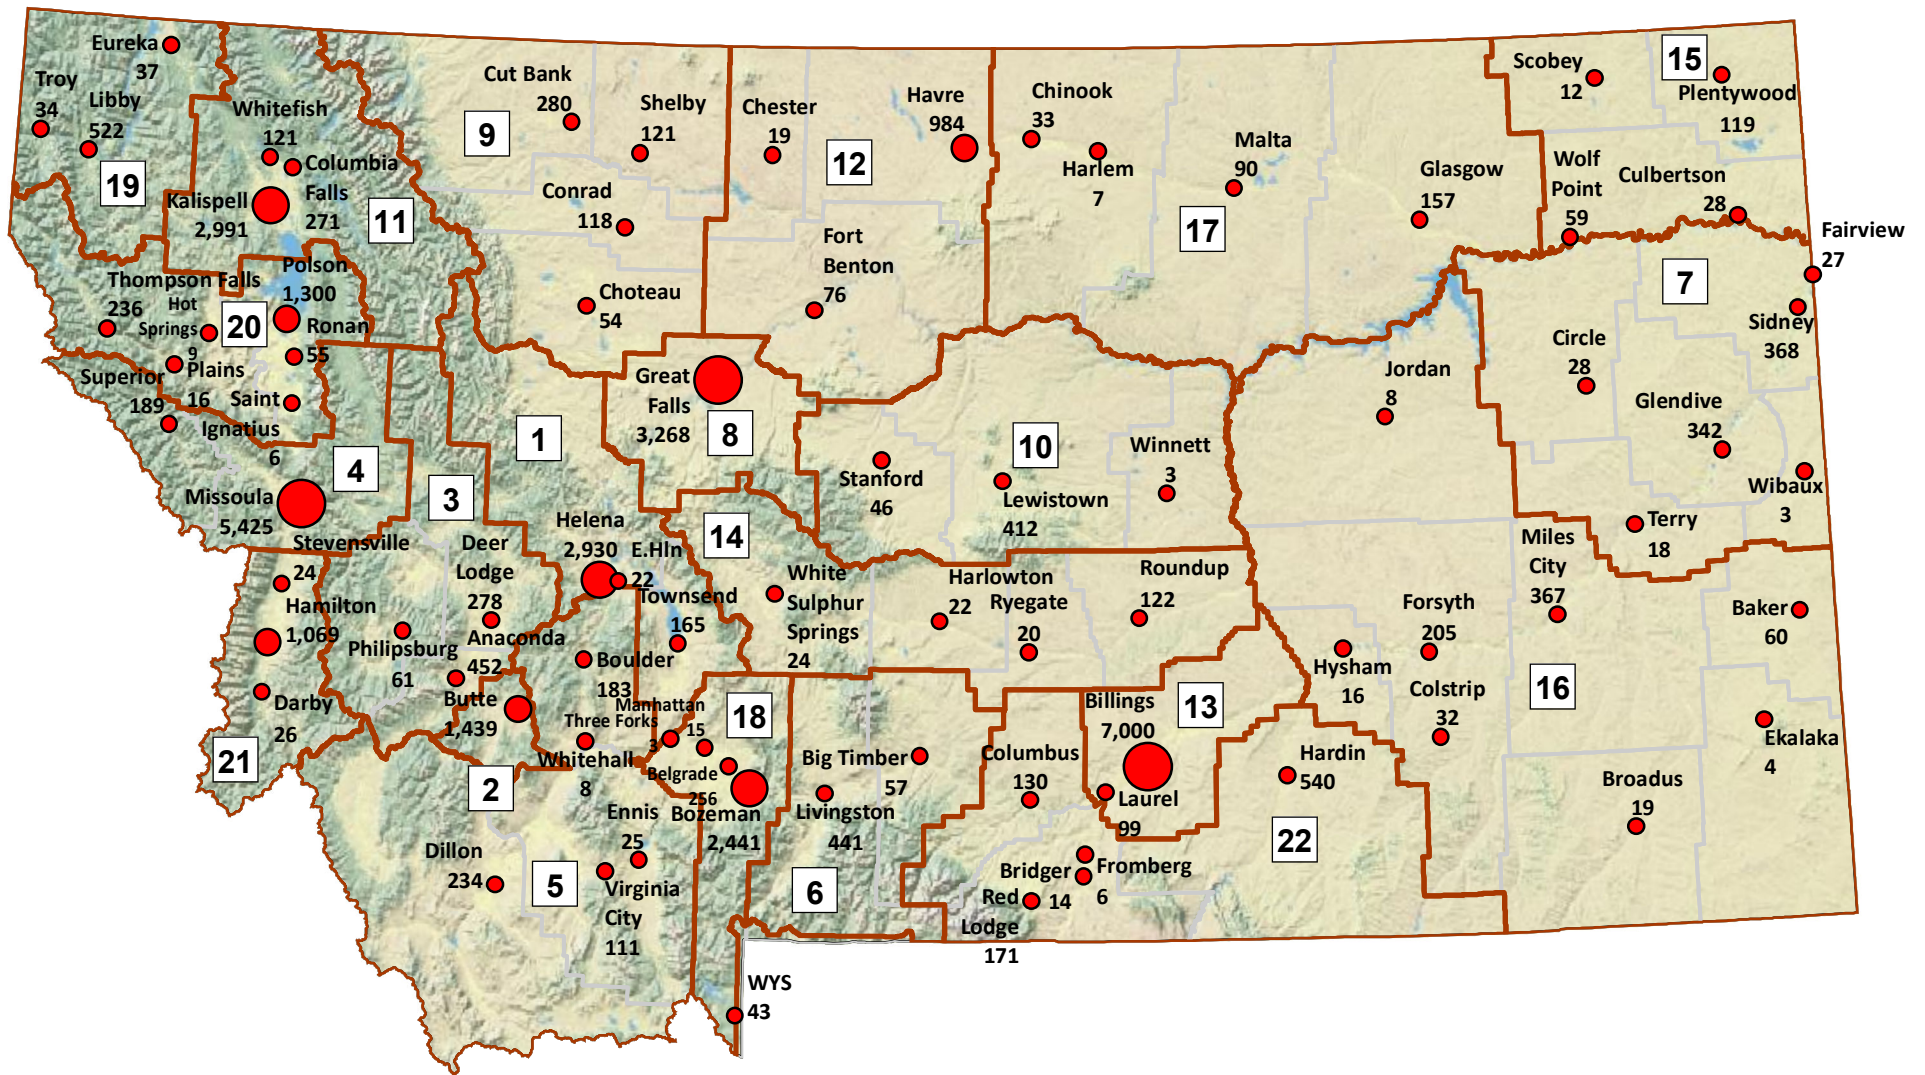 Eureka
37
Troy
34
Libby
522
19
Whitefish
121
Columbia
Falls
271
Kalispell
2,991
11
Cut Bank
280
9
Shelby
121
Conrad
118
Choteau
54
Chester
19
12
Havre
984
Fort
Benton
76
Chinook
33
Harlem
7
Malta
90
17
Glasgow
157
Scobey
12
15
Plentywood
119
Wolf
Point
59
Culbertson
28
Fairview
27
7
Sidney
368
Circle
28
Glendive
342
Wibaux
3
Terry
18
Thompson Falls
236
Hot
Springs
9
20
Polson
1,300
Ronan
55
Plains
16
Superior
189
Saint
Ignatius
6
Missoula
5,425
4
3
1
Great
Falls
3,268
8
Stanford
46
10
Lewistown
412
Winnett
3
Jordan
8
Stevensville
24
Hamilton
1,069
Darby
26
21
Deer
Lodge
278
Philipsburg
61
Anaconda
452
Butte
1,439
2
Helena
2,930
E.Hln
22
Townsend
165
Boulder
183
14
White
Sulphur
Springs
24
Harlowton
22
Ryegate
20
Roundup
122
Miles
City
367
Forsyth
205
Hysham
16
Colstrip
32
16
Baker
60
Ekalaka
4
Broadus
19
Manhattan
15
Three Forks
3
Whitehall
8
Belgrade
256
Bozeman
2,441
18
Ennis
25
Virginia
City
111
5
Dillon
234
Big Timber
57
Livingston
441
6
Columbus
130
Billings
7,000
13
Laurel
99
Hardin
540
22
Bridger
14
Fromberg
6
Red
Lodge
171
WYS
43